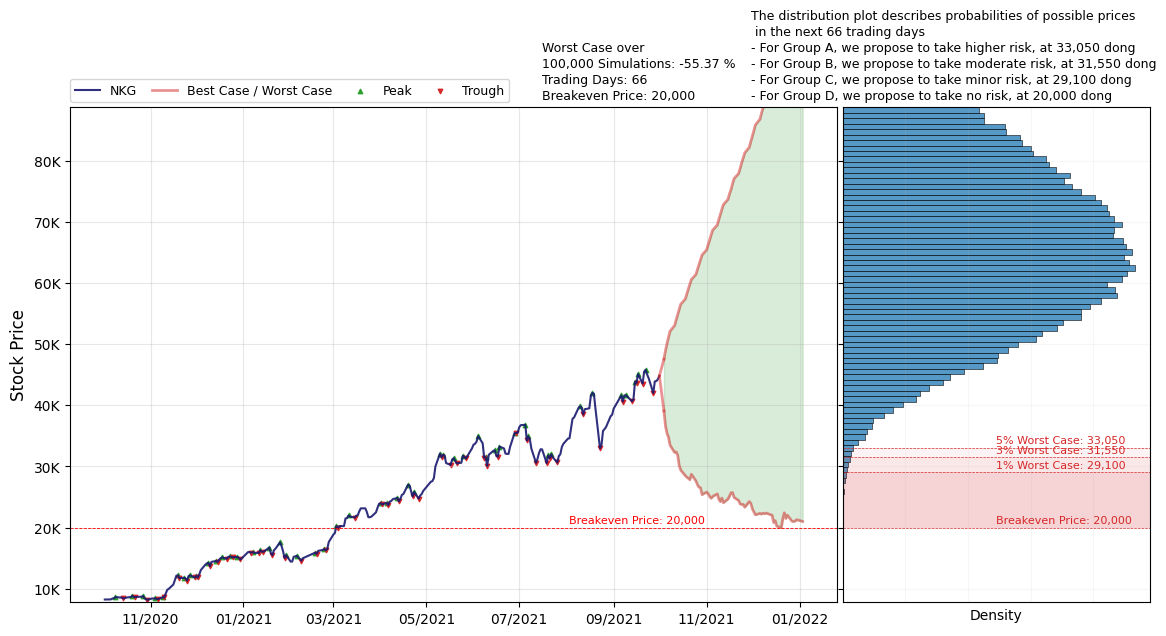 The distribution plot describes probabilities of possible prices
in the next 66 trading days
- For Group A, we propose to take higher risk, at 33,050 dong
- For Group B, we propose to take moderate risk, at 31,550 dong
- For Group C, we propose to take minor risk, at 29,100 dong
- For Group D, we propose to take no risk, at 20,000 dong
Worst Case over
100,000 Simulations: -55.37 %
Trading Days: 66
Breakeven Price: 20,000
NKG
Best Case / Worst Case
Peak
Trough
Stock Price
80K
70K
60K
50K
40K
30K
20K
10K
Breakeven Price: 20,000
11/2020
01/2021
03/2021
05/2021
07/2021
09/2021
11/2021
01/2022
5% Worst Case: 33,050
3% Worst Case: 31,550
1% Worst Case: 29,100
Breakeven Price: 20,000
Density